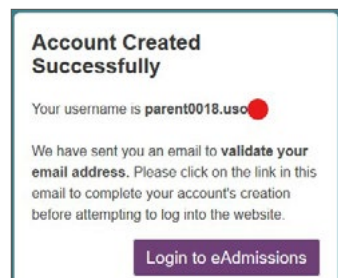 Account Created
Successfully
Your username is parent0018.uso
We have sent you an email to validate your
email address. Please click on the link in this
email to complete your account's creation
before attempting to log into the website.
Login to eAdmissions